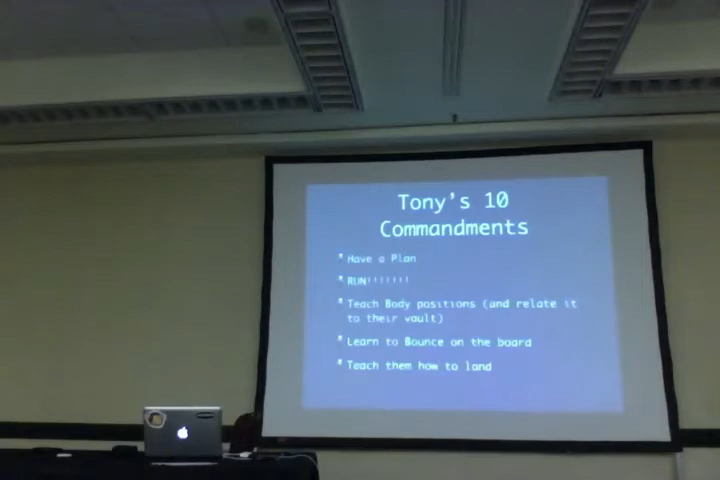 Tony's 10
Commandments
* Have a Plan
* RUN!!!!!!!
* Teach Body positions (and relate it
to their vault)
* Learn to Bounce on the board
* Teach them how to land